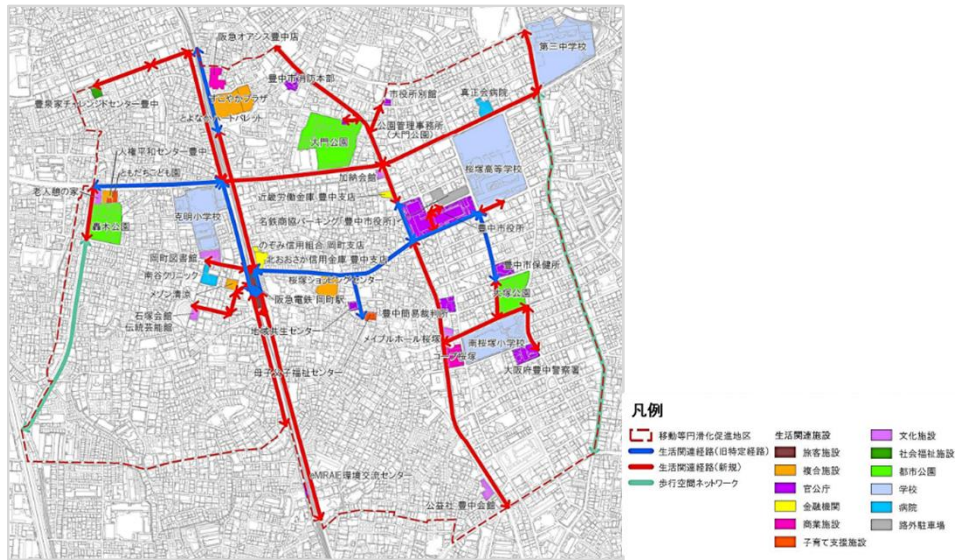 阪急オアシス豊中店
第三中学校
豊中市消防本部
市役所別館
真正会病院
すこやかプラザ
豊泉家チャレンジドセンター豊中
とよなかハートパレット
公園管理事務所
(大門公園)
大門公園
人権平和センター豊中
ともだちこども園
桜塚高等学校
加納会館
老人憩の家
近畿労働金庫 豊中支店
克明小学校
名鉄商協パーキング「豊中市役所」
豊中市役所
のぞみ信用組合 岡町支店
岡町図書館
北おおさか信用金庫 豊中支店
豊中市保健所
南谷クリニック
桜塚ショッピングセンター
メゾン清流
阪急電鉄 岡町駅
大塚公園
石塚会館
豊中簡易裁判所
伝統芸能館
地域共生センター
メイプルホール桜塚
南桜塚小学校
コープ桜塚
母子父子福祉センター
大阪府豊中警察署
eMIRAIE環境交流センター
公益社 豊中会館
凡例
移動等円滑化促進地区
生活関連経路(旧特定経路)
生活関連経路(新規)
歩行空間ネットワーク
生活関連施設
旅客施設
複合施設
官公庁
金融機関
商業施設
子育て支援施設
文化施設
社会福祉施設
都市公園
学校
病院
路外駐車場